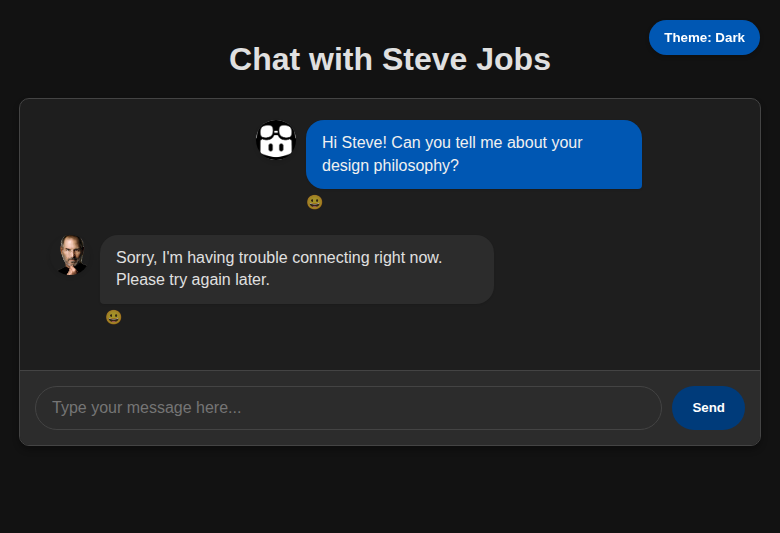 Theme: Dark
Chat with Steve Jobs
Hi Steve! Can you tell me about your
design philosophy?
Sorry, I'm having trouble connecting right now.
Please try again later.
Type your message here...
Send